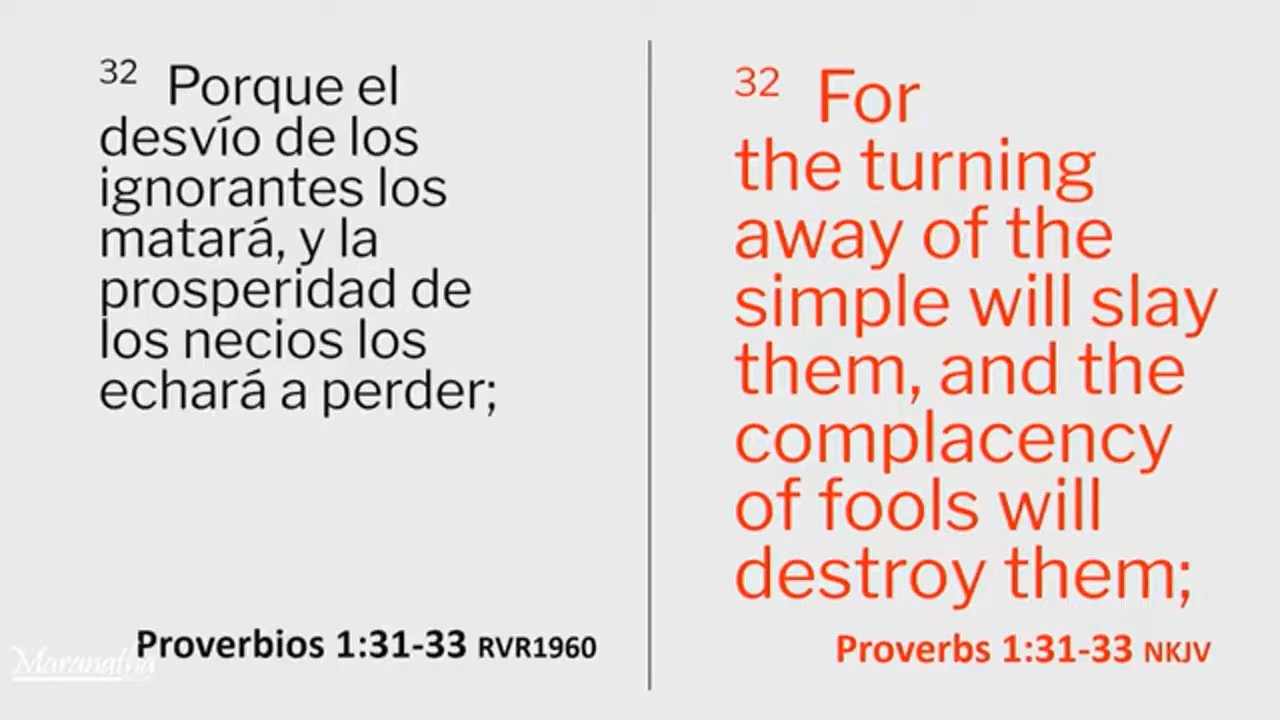 32 Porque el
desvío de los
ignorantes los
matará, y la
prosperidad de
los necios los
echará a perder;
Proverbios 1:31-33 RVR1960
32 For
the turning
away of the
simple will slay
them, and the
complacency
of fools will
destroy them;
Proverbs 1:31-33 NKJV
Maranatha